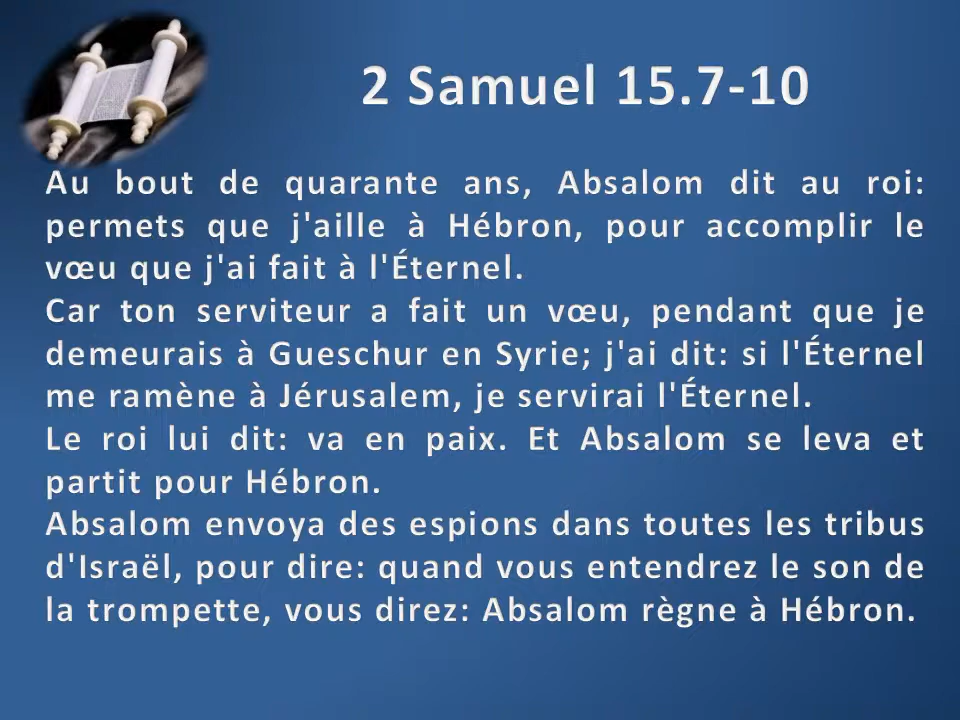 2 Samuel 15.7-10
Au bout de quarante ans, Absalom dit au roi:
permets que j'aille à Hébron, pour accomplir le
vœu que j'ai fait à l'Éternel.
Car ton serviteur a fait un vœu, pendant que je
demeurais à Gueschur en Syrie; j'ai dit: si l'Éternel
me ramène à Jérusalem, je servirai l'Éternel.
Le roi lui dit: va en paix. Et Absalom se leva et
partit pour Hébron.
Absalom envoya des espions dans toutes les tribus
d'Israël, pour dire: quand vous entendrez le son de
la trompette, vous direz: Absalom règne à Hébron.